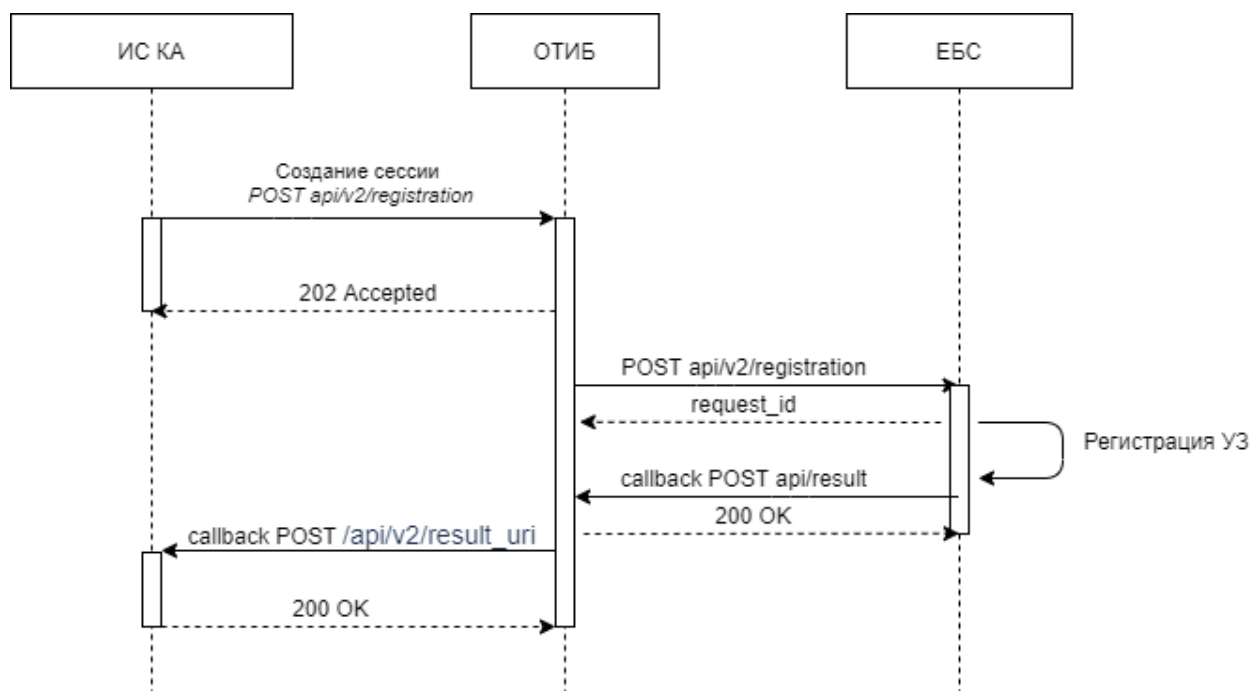 ИС КА
ОТИБ
ЕБС
Создание сессии
POST api/v2/registration
202 Accepted
POST api/v2/registration
request_id
Регистрация УЗ
callback POST api/result
200 OK
callback POST /api/v2/result_uri
200 OK